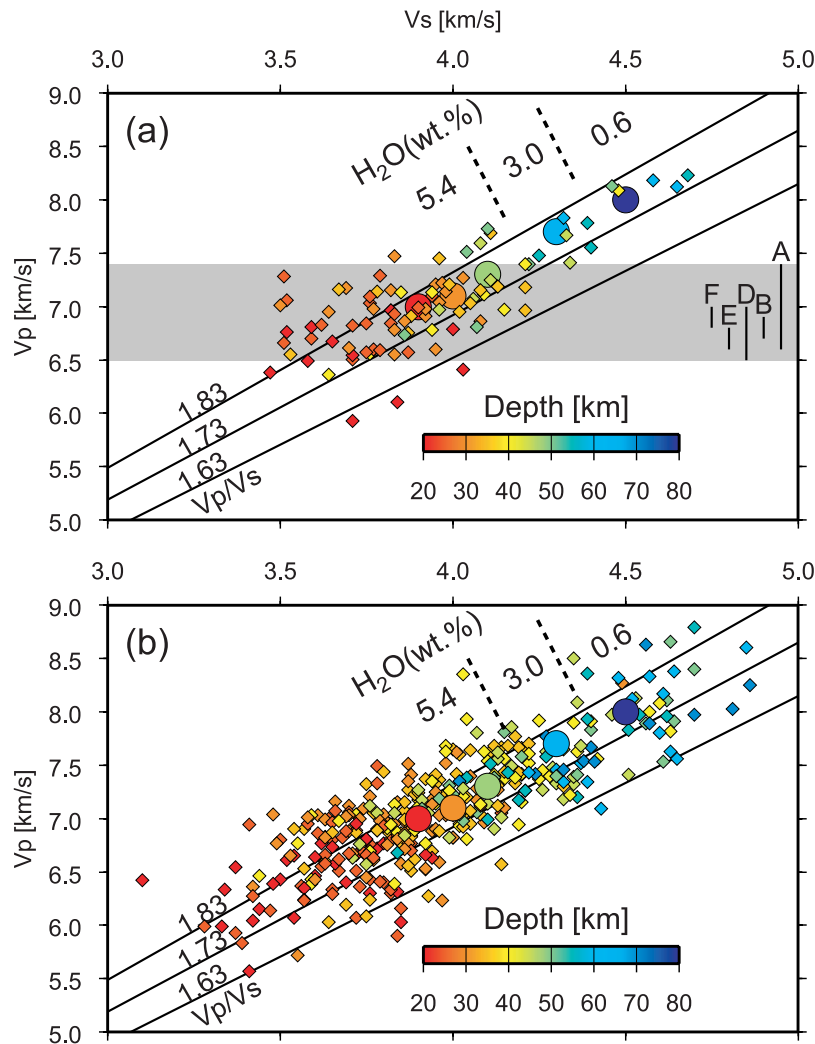 Vs [km/s]
3.0 3.5 4.0 4.5 5.0
Vp [km/s]
9.0
8.5
8.0
7.5
7.0
6.5
6.0
5.5
5.0
(a)
H2O(wt.%)
5.4 3.0 0.6
A
F D B
E
1.83
1.73
1.63
Vp/Vs
Depth [km]
20 30 40 50 60 70 80
3.0 3.5 4.0 4.5 5.0
Vp [km/s]
9.0
8.5
8.0
7.5
7.0
6.5
6.0
5.5
5.0
(b)
H2O(wt.%)
5.4 3.0 0.6
1.83
1.73
1.63
Vp/Vs
Depth [km]
20 30 40 50 60 70 80